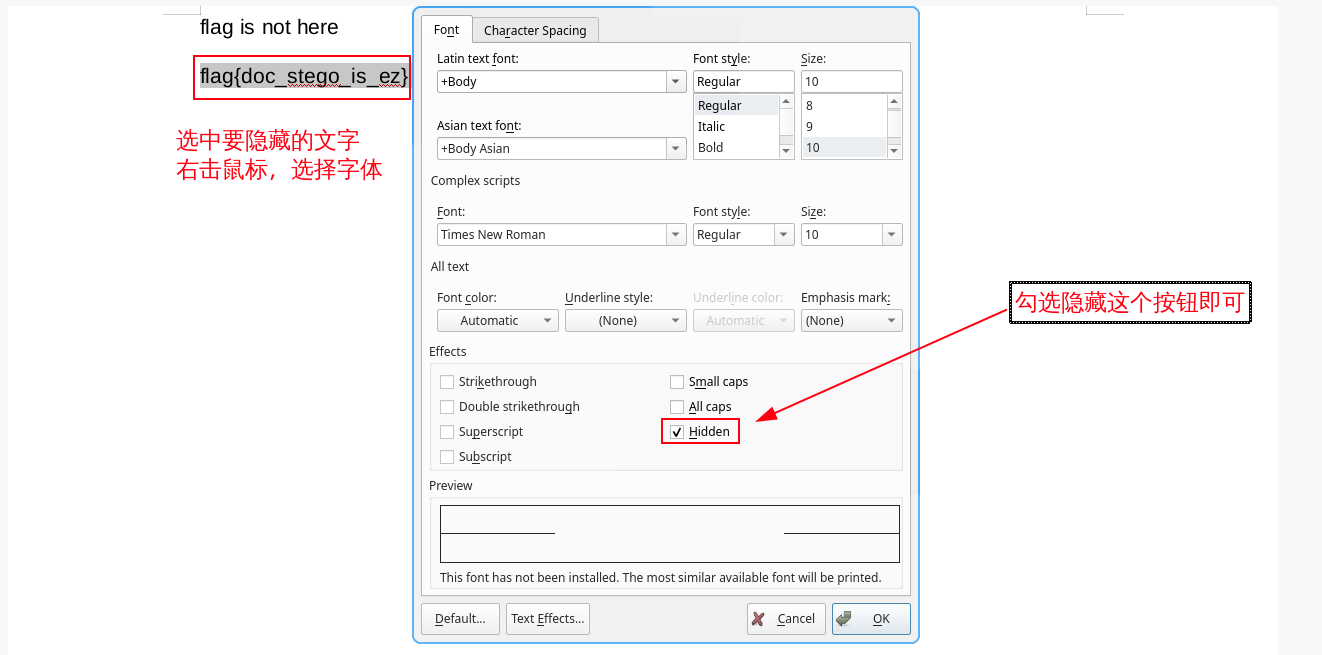 flag is not here
flag{doc_stego_is_ez}
选中要隐藏的文字
右击鼠标，选择字体
Font
Character Spacing
Latin text font:
Font style:
Size:
+Body
Regular
10
Regular
8
Italic
9
Bold
10
Asian text font:
+Body Asian
Complex scripts
Font:
Font style:
Size:
Times New Roman
Regular
10
All text
Font color:
Underline style:
Underline color:
Emphasis mark:
Automatic
(None)
Automatic
(None)
勾选隐藏这个按钮即可
Effects
Strikethrough
Small caps
Double strikethrough
All caps
Superscript
Hidden
Subscript
Preview
This font has not been installed. The most similar available font will be printed.
Default...
Text Effects...
Cancel
OK